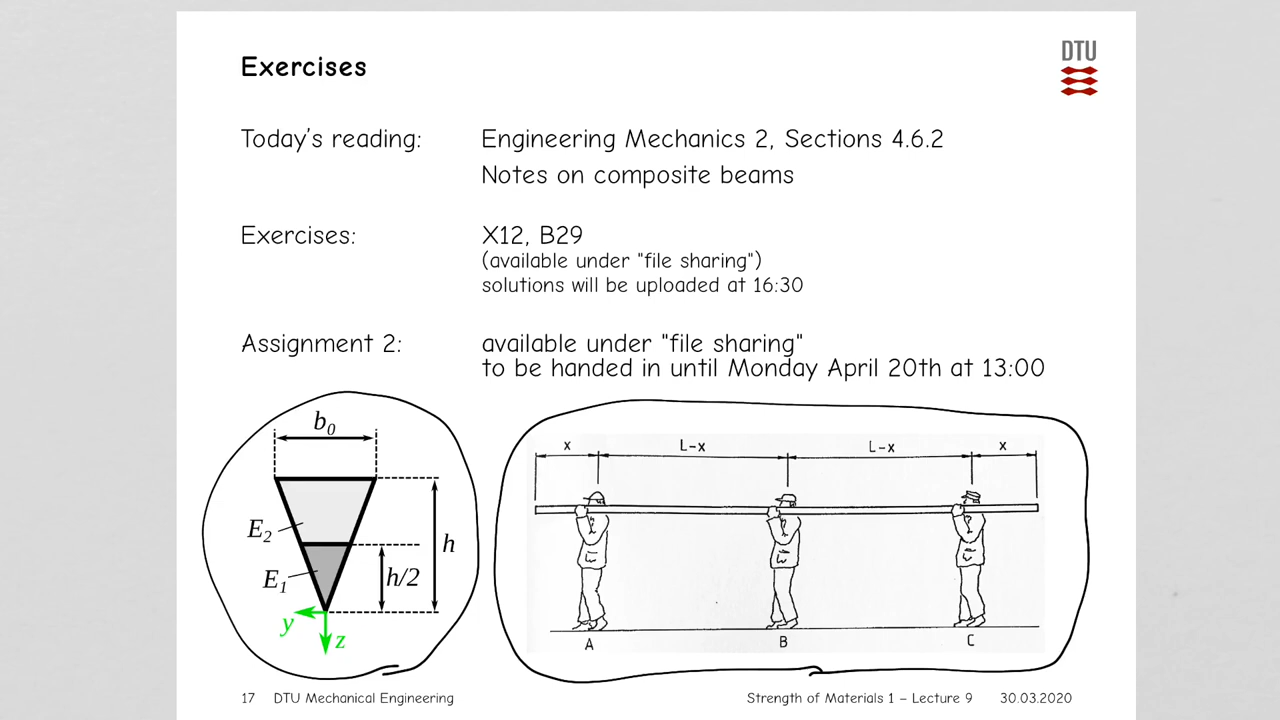 Exercises
DTU
Today's reading: Engineering Mechanics 2, Sections 4.6.2
Notes on composite beams
Exercises: X12, B29
(available under "file sharing")
solutions will be uploaded at 16:30
Assignment 2: available under "file sharing"
to be handed in until Monday April 20th at 13:00
b0
E2
h
E1
h/2
y
z
x L-x L-x x
A B C
17 DTU Mechanical Engineering Strength of Materials 1 – Lecture 9 30.03.2020